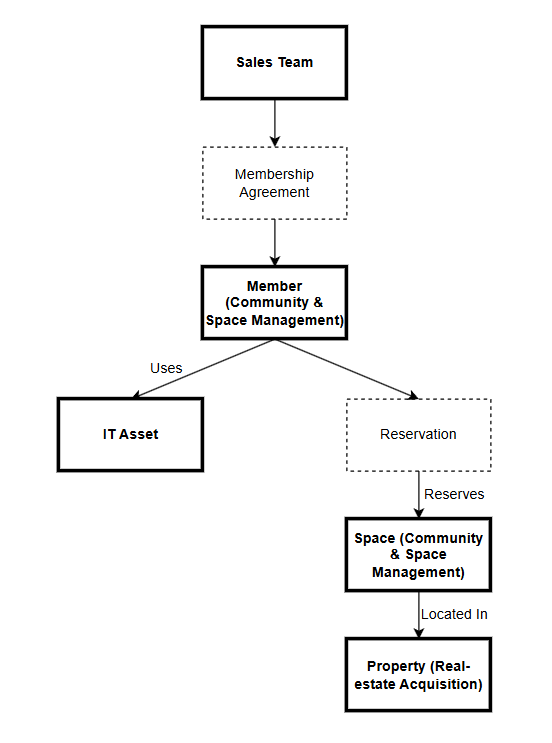 Sales Team
Membership
Agreement
Member
(Community &
Space Management)
Uses
IT Asset
Reservation
Reserves
Space (Community
& Space
Management)
Located In
Property (Real-
estate Acquisition)